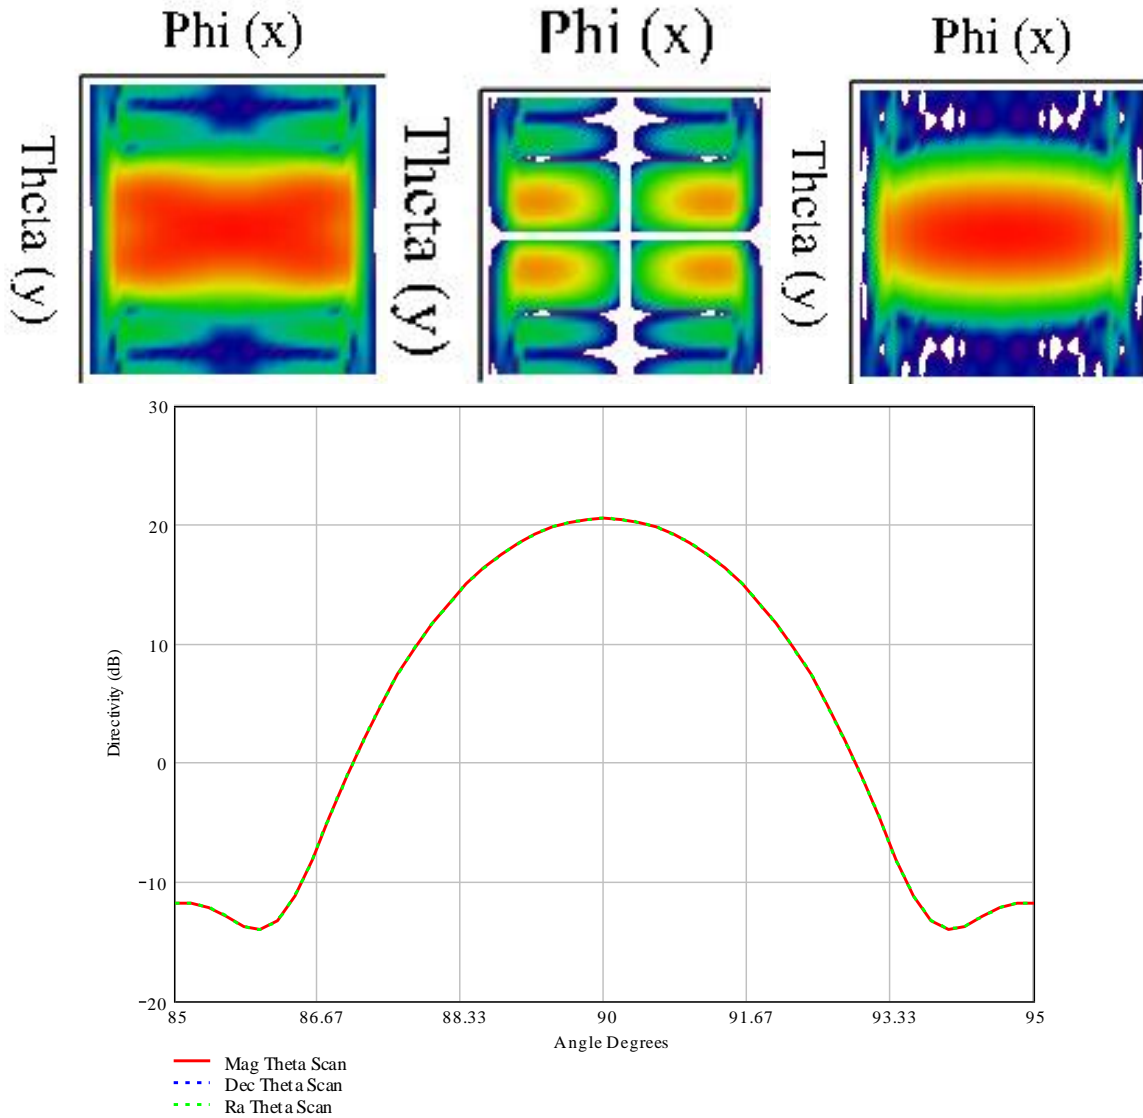 Phi (x)
Phi (x)
Phi (x)
Theta (y)
Theta (y)
Theta (y)
30
20
10
0
−10
−20
85
86.67
88.33
90
91.67
93.33
95
Directivity (dB)
Angle Degrees
Mag Theta Scan
Dec Theta Scan
Ra Theta Scan